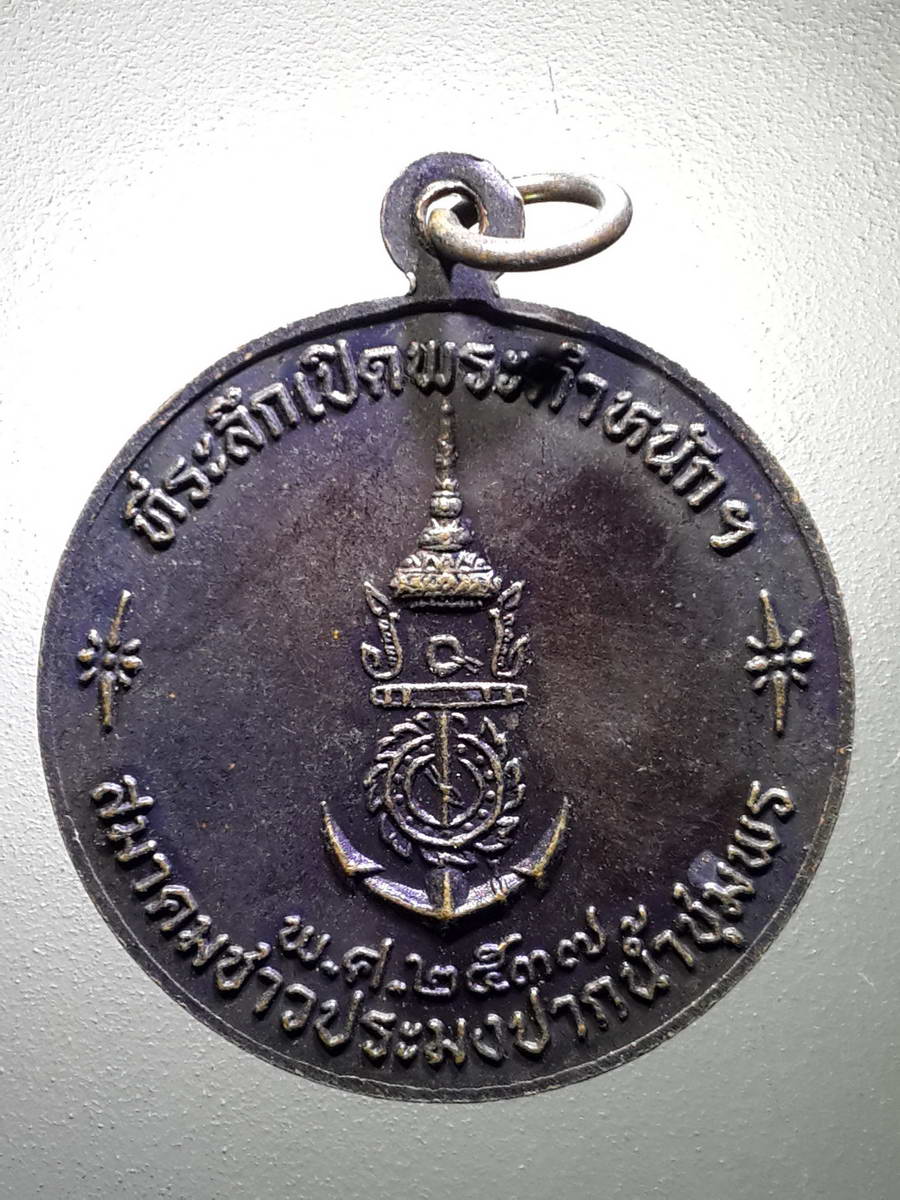 ที่ระลึกเปิดพระตำหนักฯ
พ.ศ.๒๕๓๗
สมาคมชาวประมงปากน้ำชุมพร